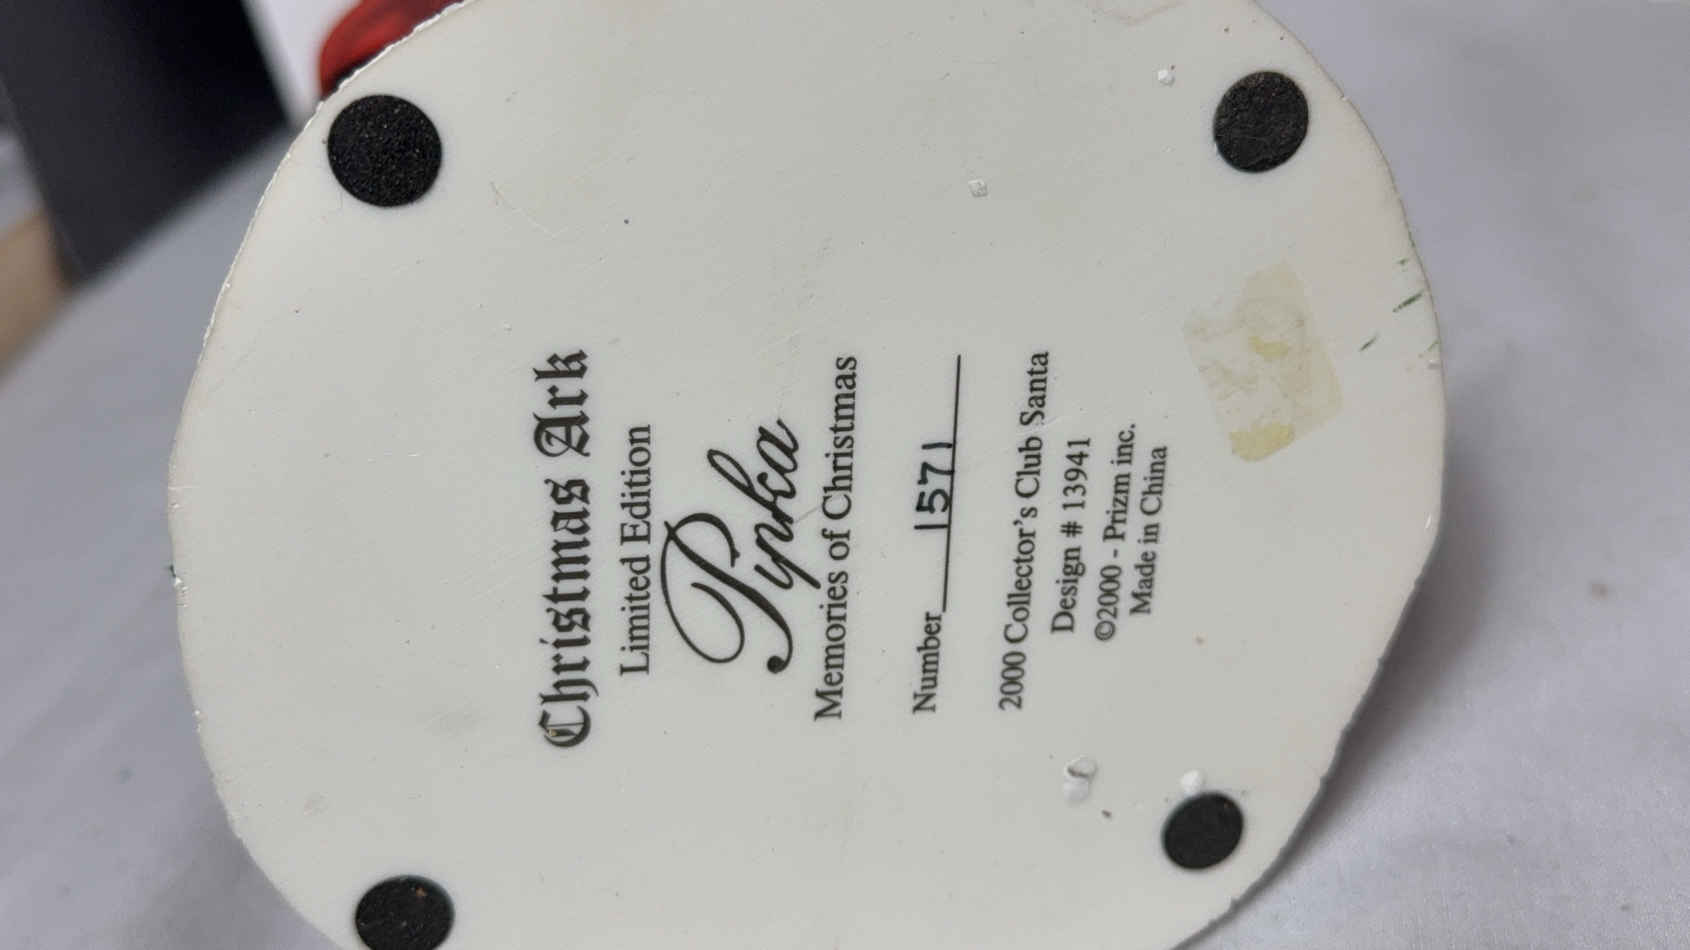 Christmas Ark
Limited Edition
Pipka
Memories of Christmas
Number 1571
2000 Collector's Club Santa
Design # 13941
©2000 - Prizm inc.
Made in China